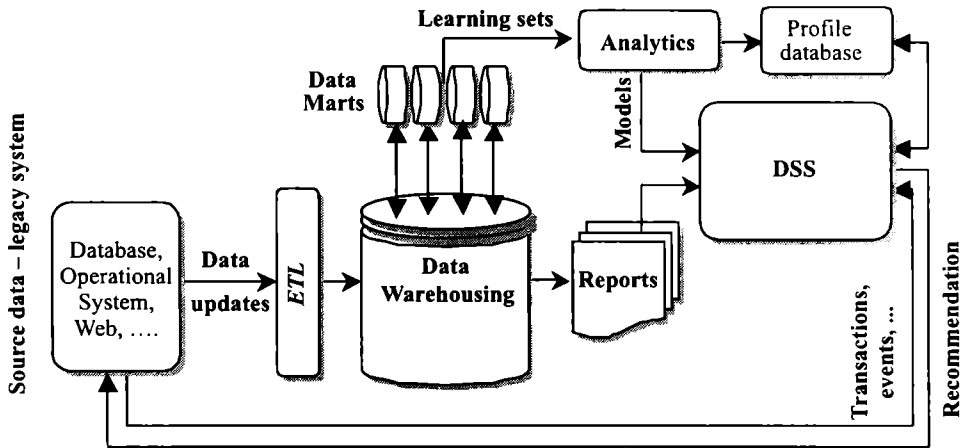 Source data – legacy system
Database,
Operational
System,
Web, ....
Data
updates
ETL
Data
Marts
Learning sets
Data
Warehousing
Reports
Analytics
Models
Profile
database
DSS
Transactions,
events, ...
Recommendation